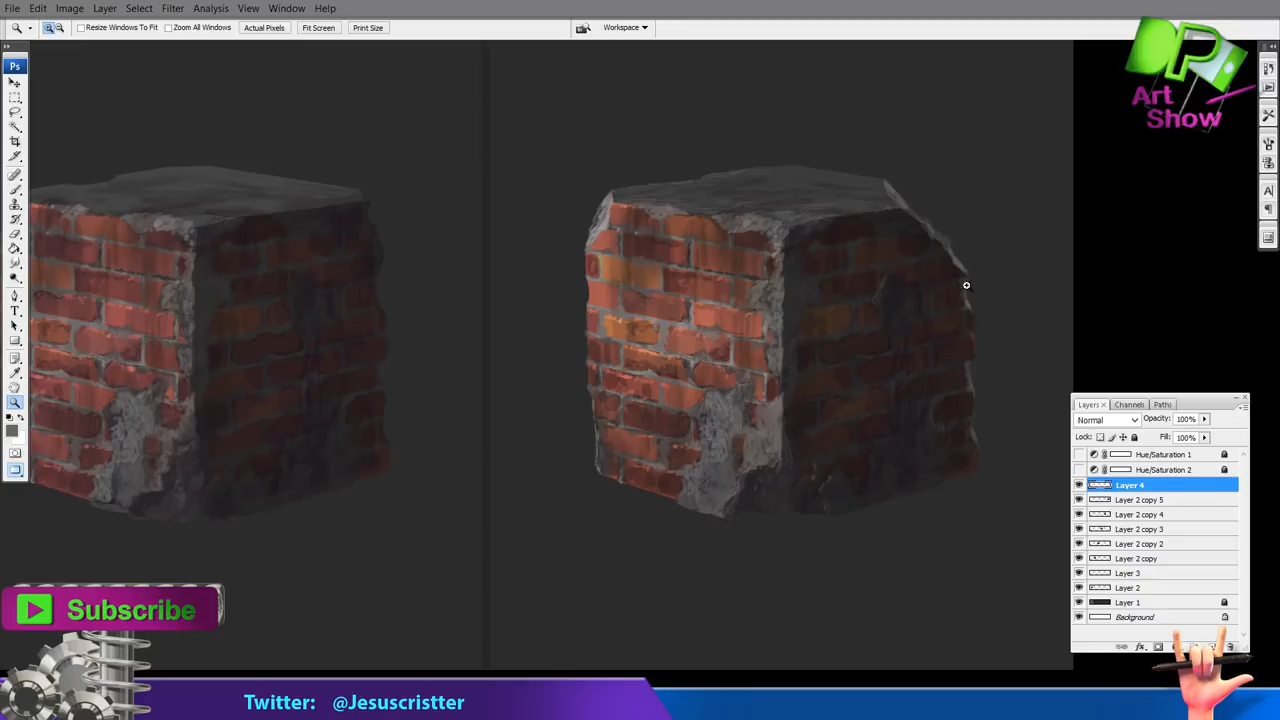 File Edit Image Layer Select Filter Analysis View Window Help
Resize Windows To Fit Zoom All Windows Actual Pixels Fit Screen Print Size Workspace
Ps
T
A
DP
Art
Show
Layers Channels Paths
Normal Opacity: 100%
Lock: Fill: 100%
Hue/Saturation 1
Hue/Saturation 2
Layer 4
Layer 2 copy 5
Layer 2 copy 4
Layer 2 copy 3
Layer 2 copy 2
Layer 2 copy
Layer 3
Layer 2
Layer 1
Background
fx
Subscribe
Twitter: @Jesuscristter